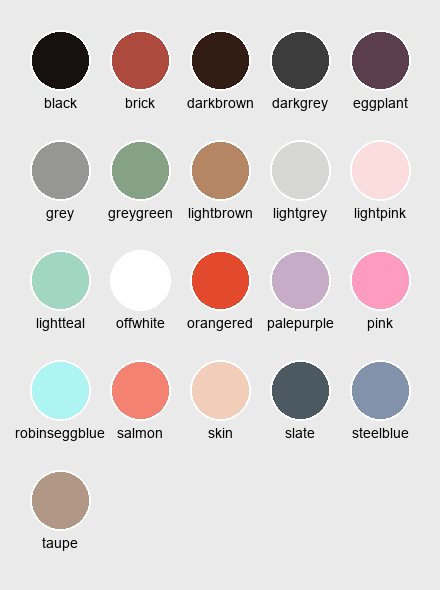 black brick darkbrown darkgrey eggplant
grey greygreen lightbrown lightgrey lightpink
lightteal offwhite orangered palepurple pink
robinseggblue salmon skin slate steelblue
taupe